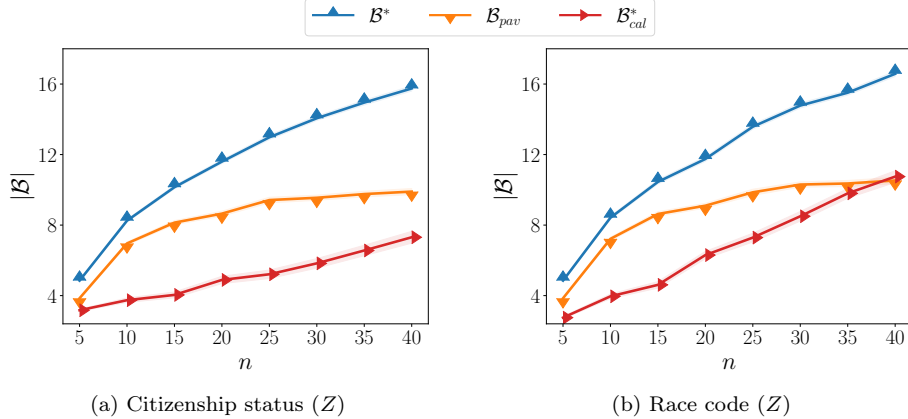 𝓑* 𝓑_pav 𝓑*_cal
16
12
8
4
|𝓑|
5 10 15 20 25 30 35 40
n
(a) Citizenship status (Z)
16
12
8
4
|𝓑|
5 10 15 20 25 30 35 40
n
(b) Race code (Z)